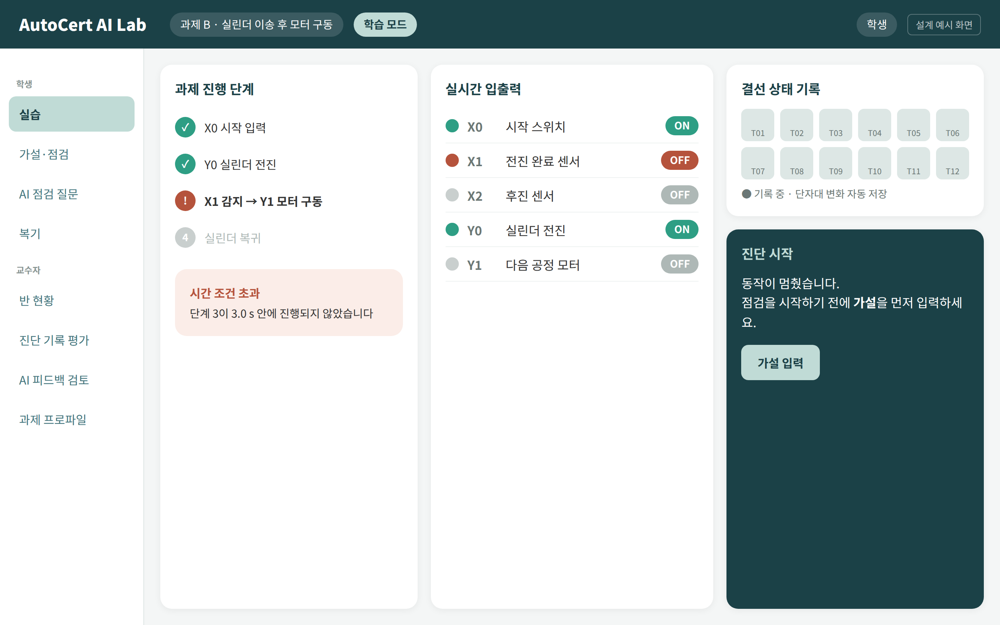 AutoCert AI Lab
과제 B · 실린더 이송 후 모터 구동
학습 모드
학생
설계 예시 화면
학생
실습
가설·점검
AI 점검 질문
복기
교수자
반 현황
진단 기록 평가
AI 피드백 검토
과제 프로파일
과제 진행 단계
✓ X0 시작 입력
✓ Y0 실린더 전진
! X1 감지 → Y1 모터 구동
4 실린더 복귀
시간 조건 초과
단계 3이 3.0 s 안에 진행되지 않았습니다
실시간 입출력
X0 시작 스위치 ON
X1 전진 완료 센서 OFF
X2 후진 센서 OFF
Y0 실린더 전진 ON
Y1 다음 공정 모터 OFF
결선 상태 기록
T01 T02 T03 T04 T05 T06
T07 T08 T09 T10 T11 T12
● 기록 중 · 단자대 변화 자동 저장
진단 시작
동작이 멈췄습니다.
점검을 시작하기 전에 가설을 먼저 입력하세
요.
가설 입력